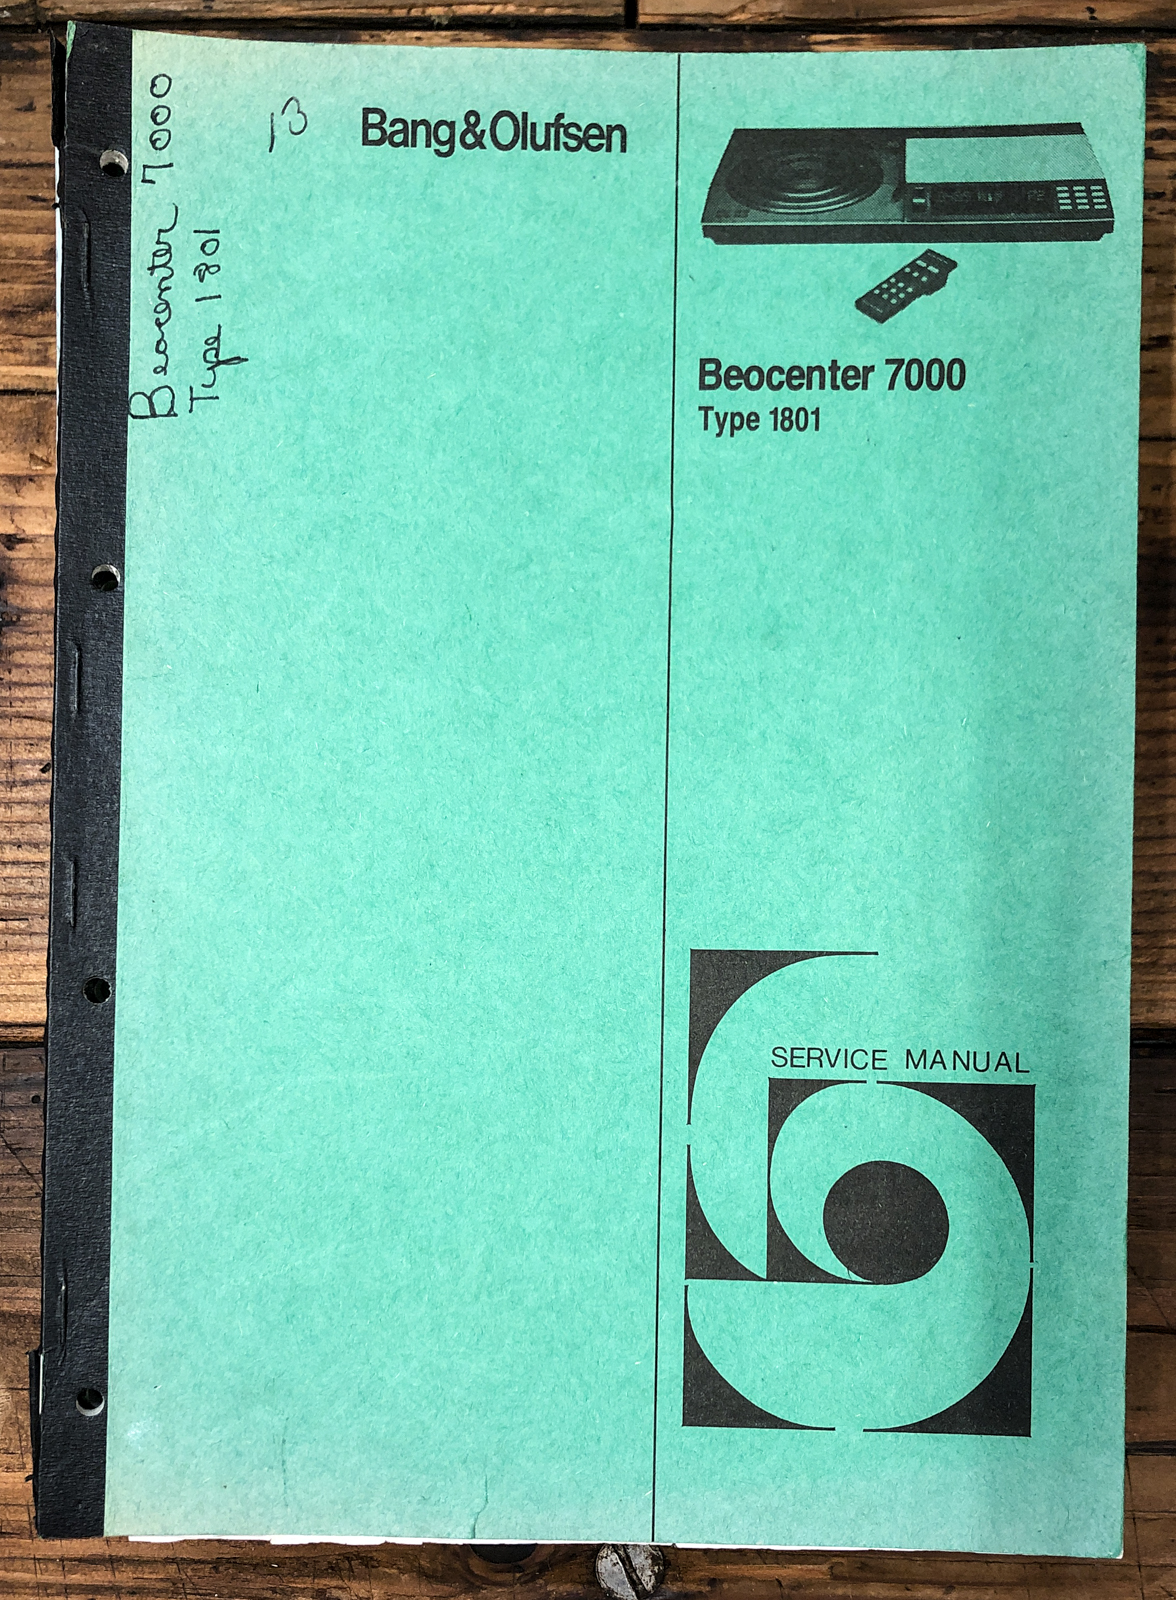 Beocenter 7000
Type 1801
13
Bang&Olufsen
Beocenter 7000
Type 1801
SERVICE MANUAL